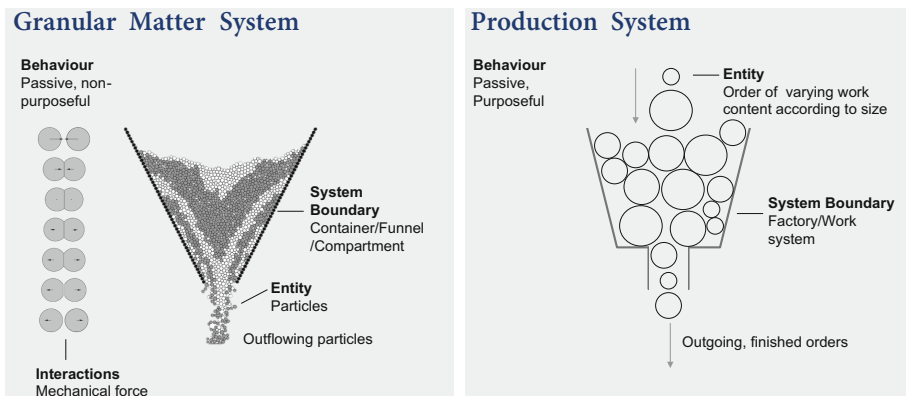 Granular Matter System
Behaviour
Passive, non-
purposeful
System
Boundary
Container/Funnel
/Compartment
Entity
Particles
Outflowing particles
Interactions
Mechanical force
Production System
Behaviour
Passive,
Purposeful
Entity
Order of varying work
content according to size
System Boundary
Factory/Work
system
Outgoing, finished orders